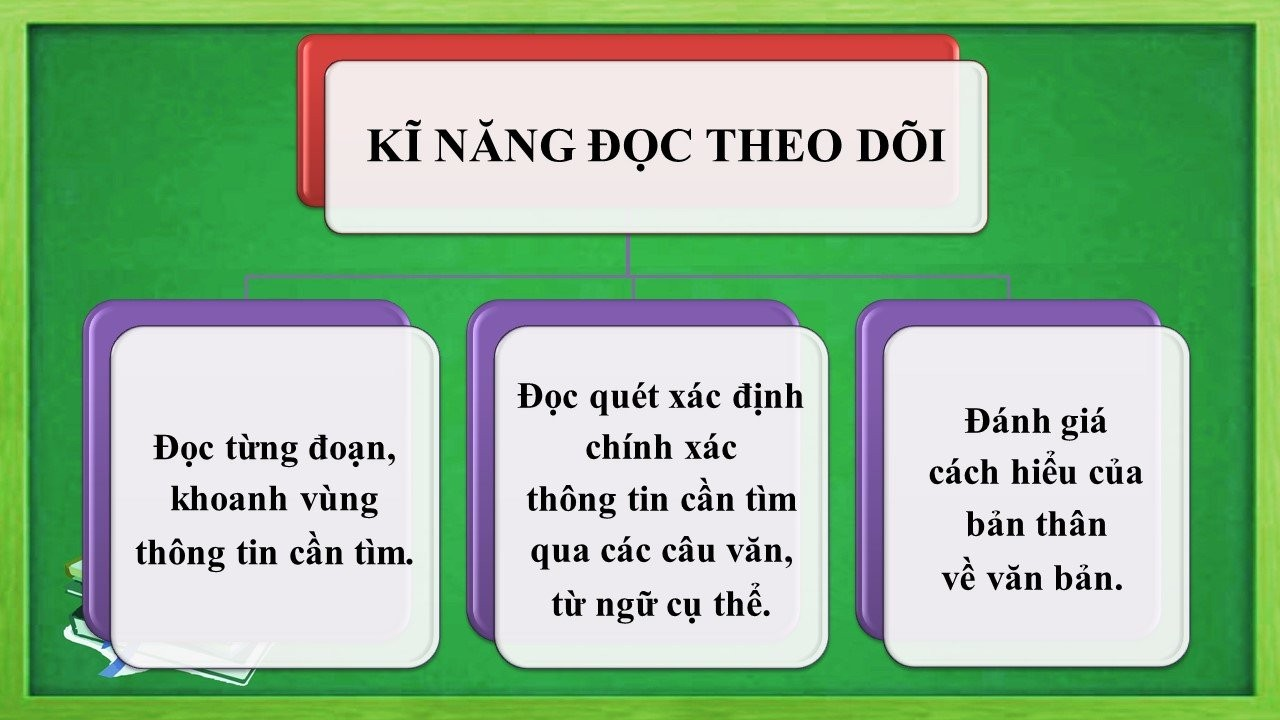 KĨ NĂNG ĐỌC THEO DÕI
Đọc từng đoạn,
khoanh vùng
thông tin cần tìm.
Đọc quét xác định
chính xác
thông tin cần tìm
qua các câu văn,
từ ngữ cụ thể.
Đánh giá
cách hiểu của
bản thân
về văn bản.